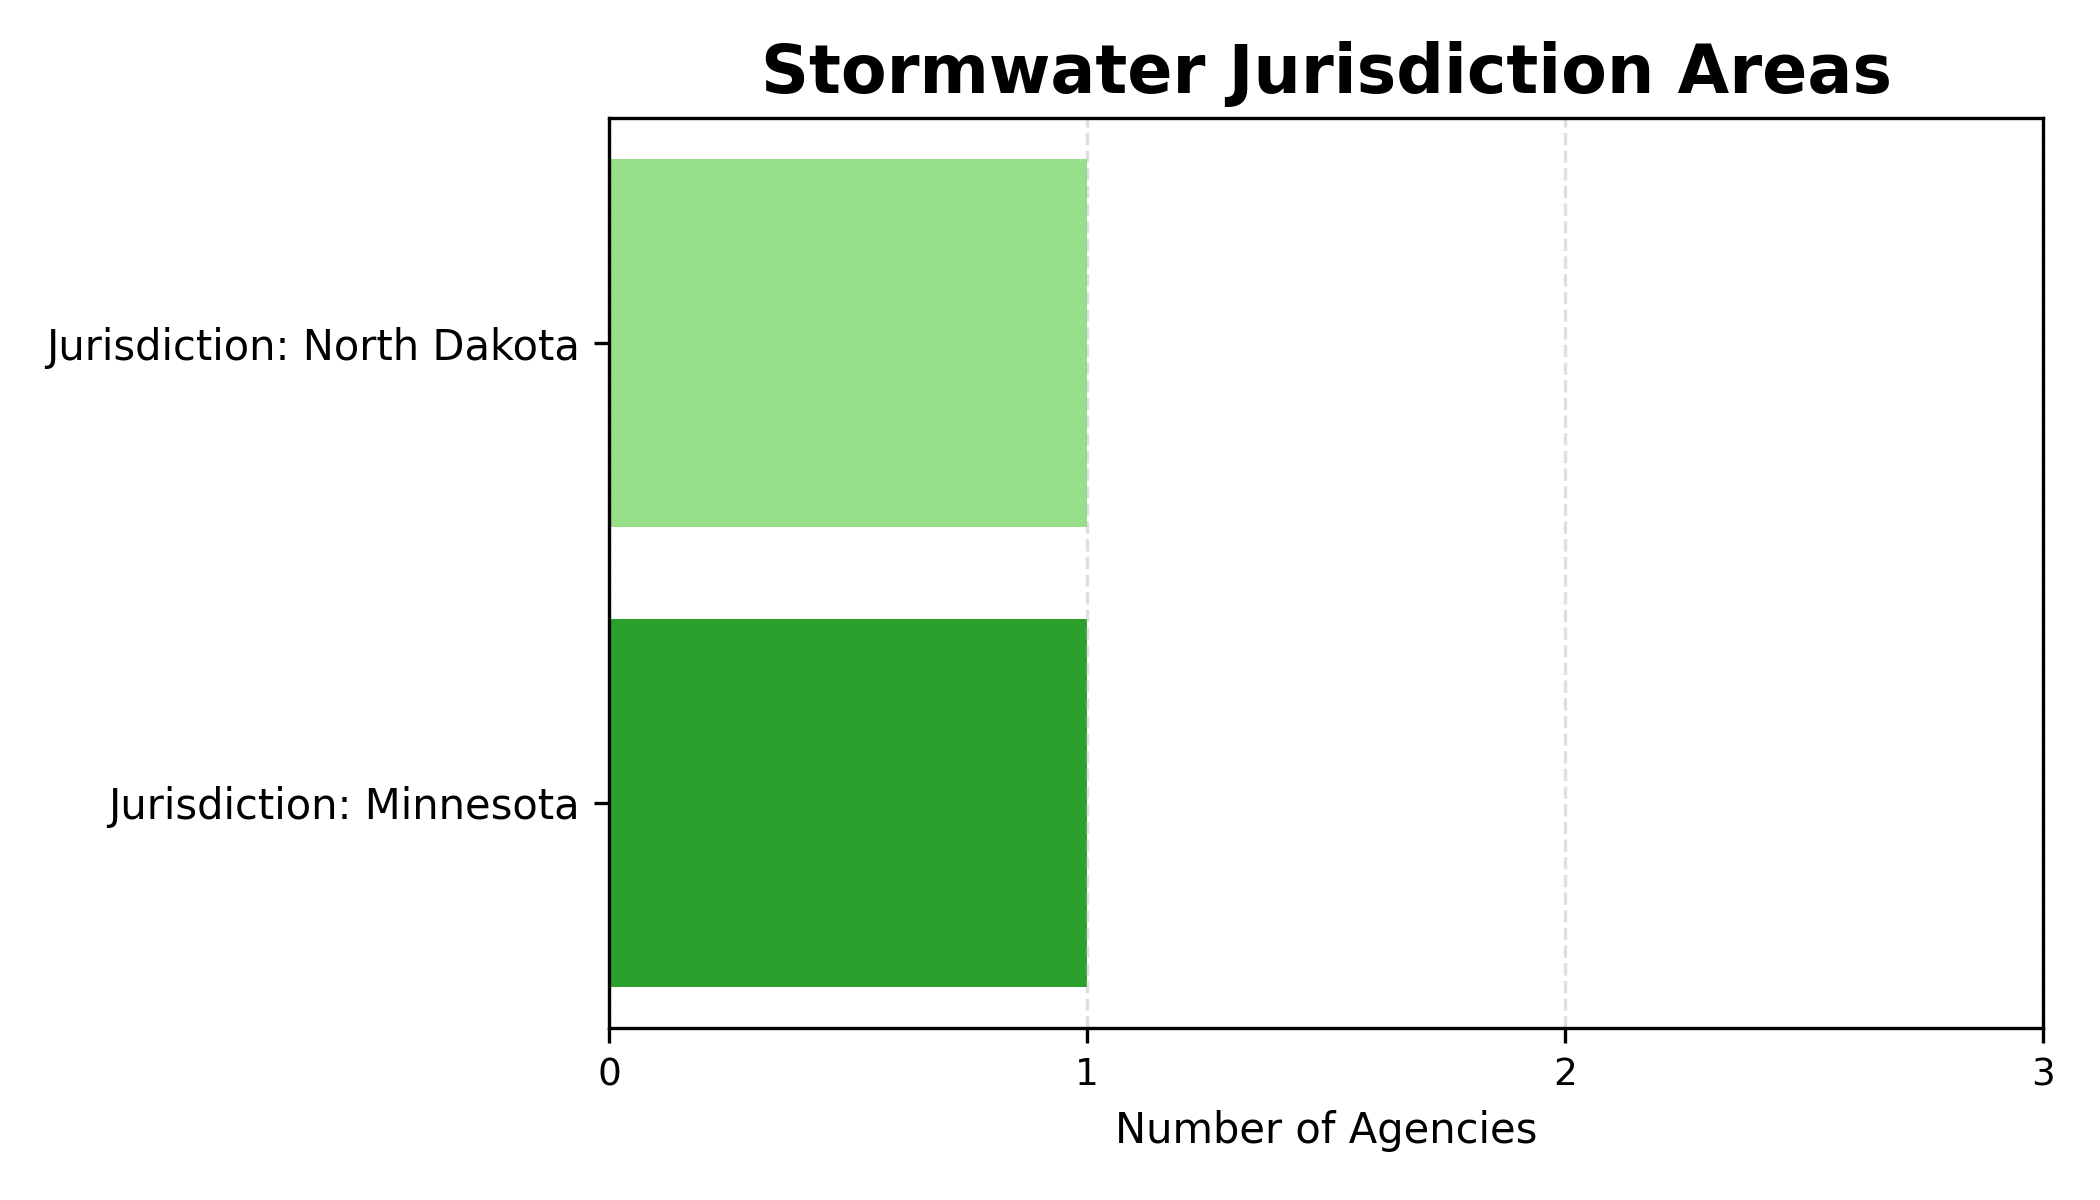 Stormwater Jurisdiction Areas
Jurisdiction: North Dakota
Jurisdiction: Minnesota
0 1 2 3
Number of Agencies